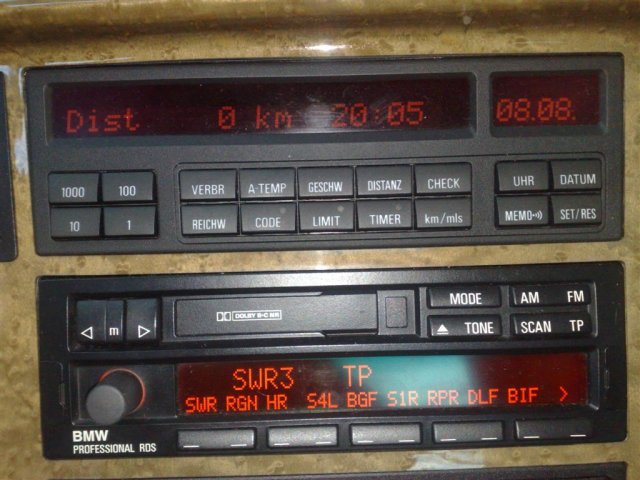 Dist 0 km 20:05 08.08.
1000 100 VERBR A-TEMP GESCHW DISTANZ CHECK UHR DATUM
10 1 REICHW CODE LIMIT TIMER km/mls MEMO SET/RES
MODE AM FM
m DOLBY B-C NR TONE SCAN TP
SWR3 TP
SWR RGN HR S4L BGF S1R RPR DLF BIF >
BMW
PROFESSIONAL RDS